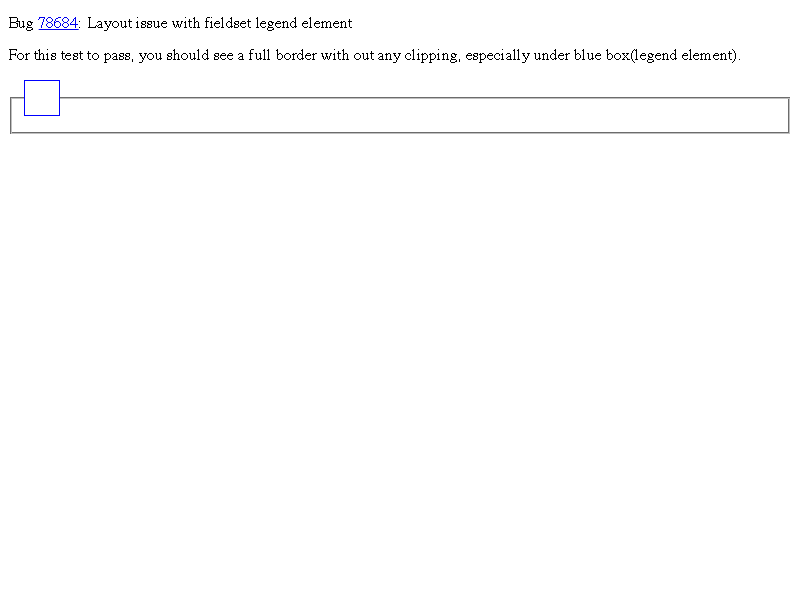 Bug 78684: Layout issue with fieldset legend element
For this test to pass, you should see a full border with out any clipping, especially under blue box(legend element).